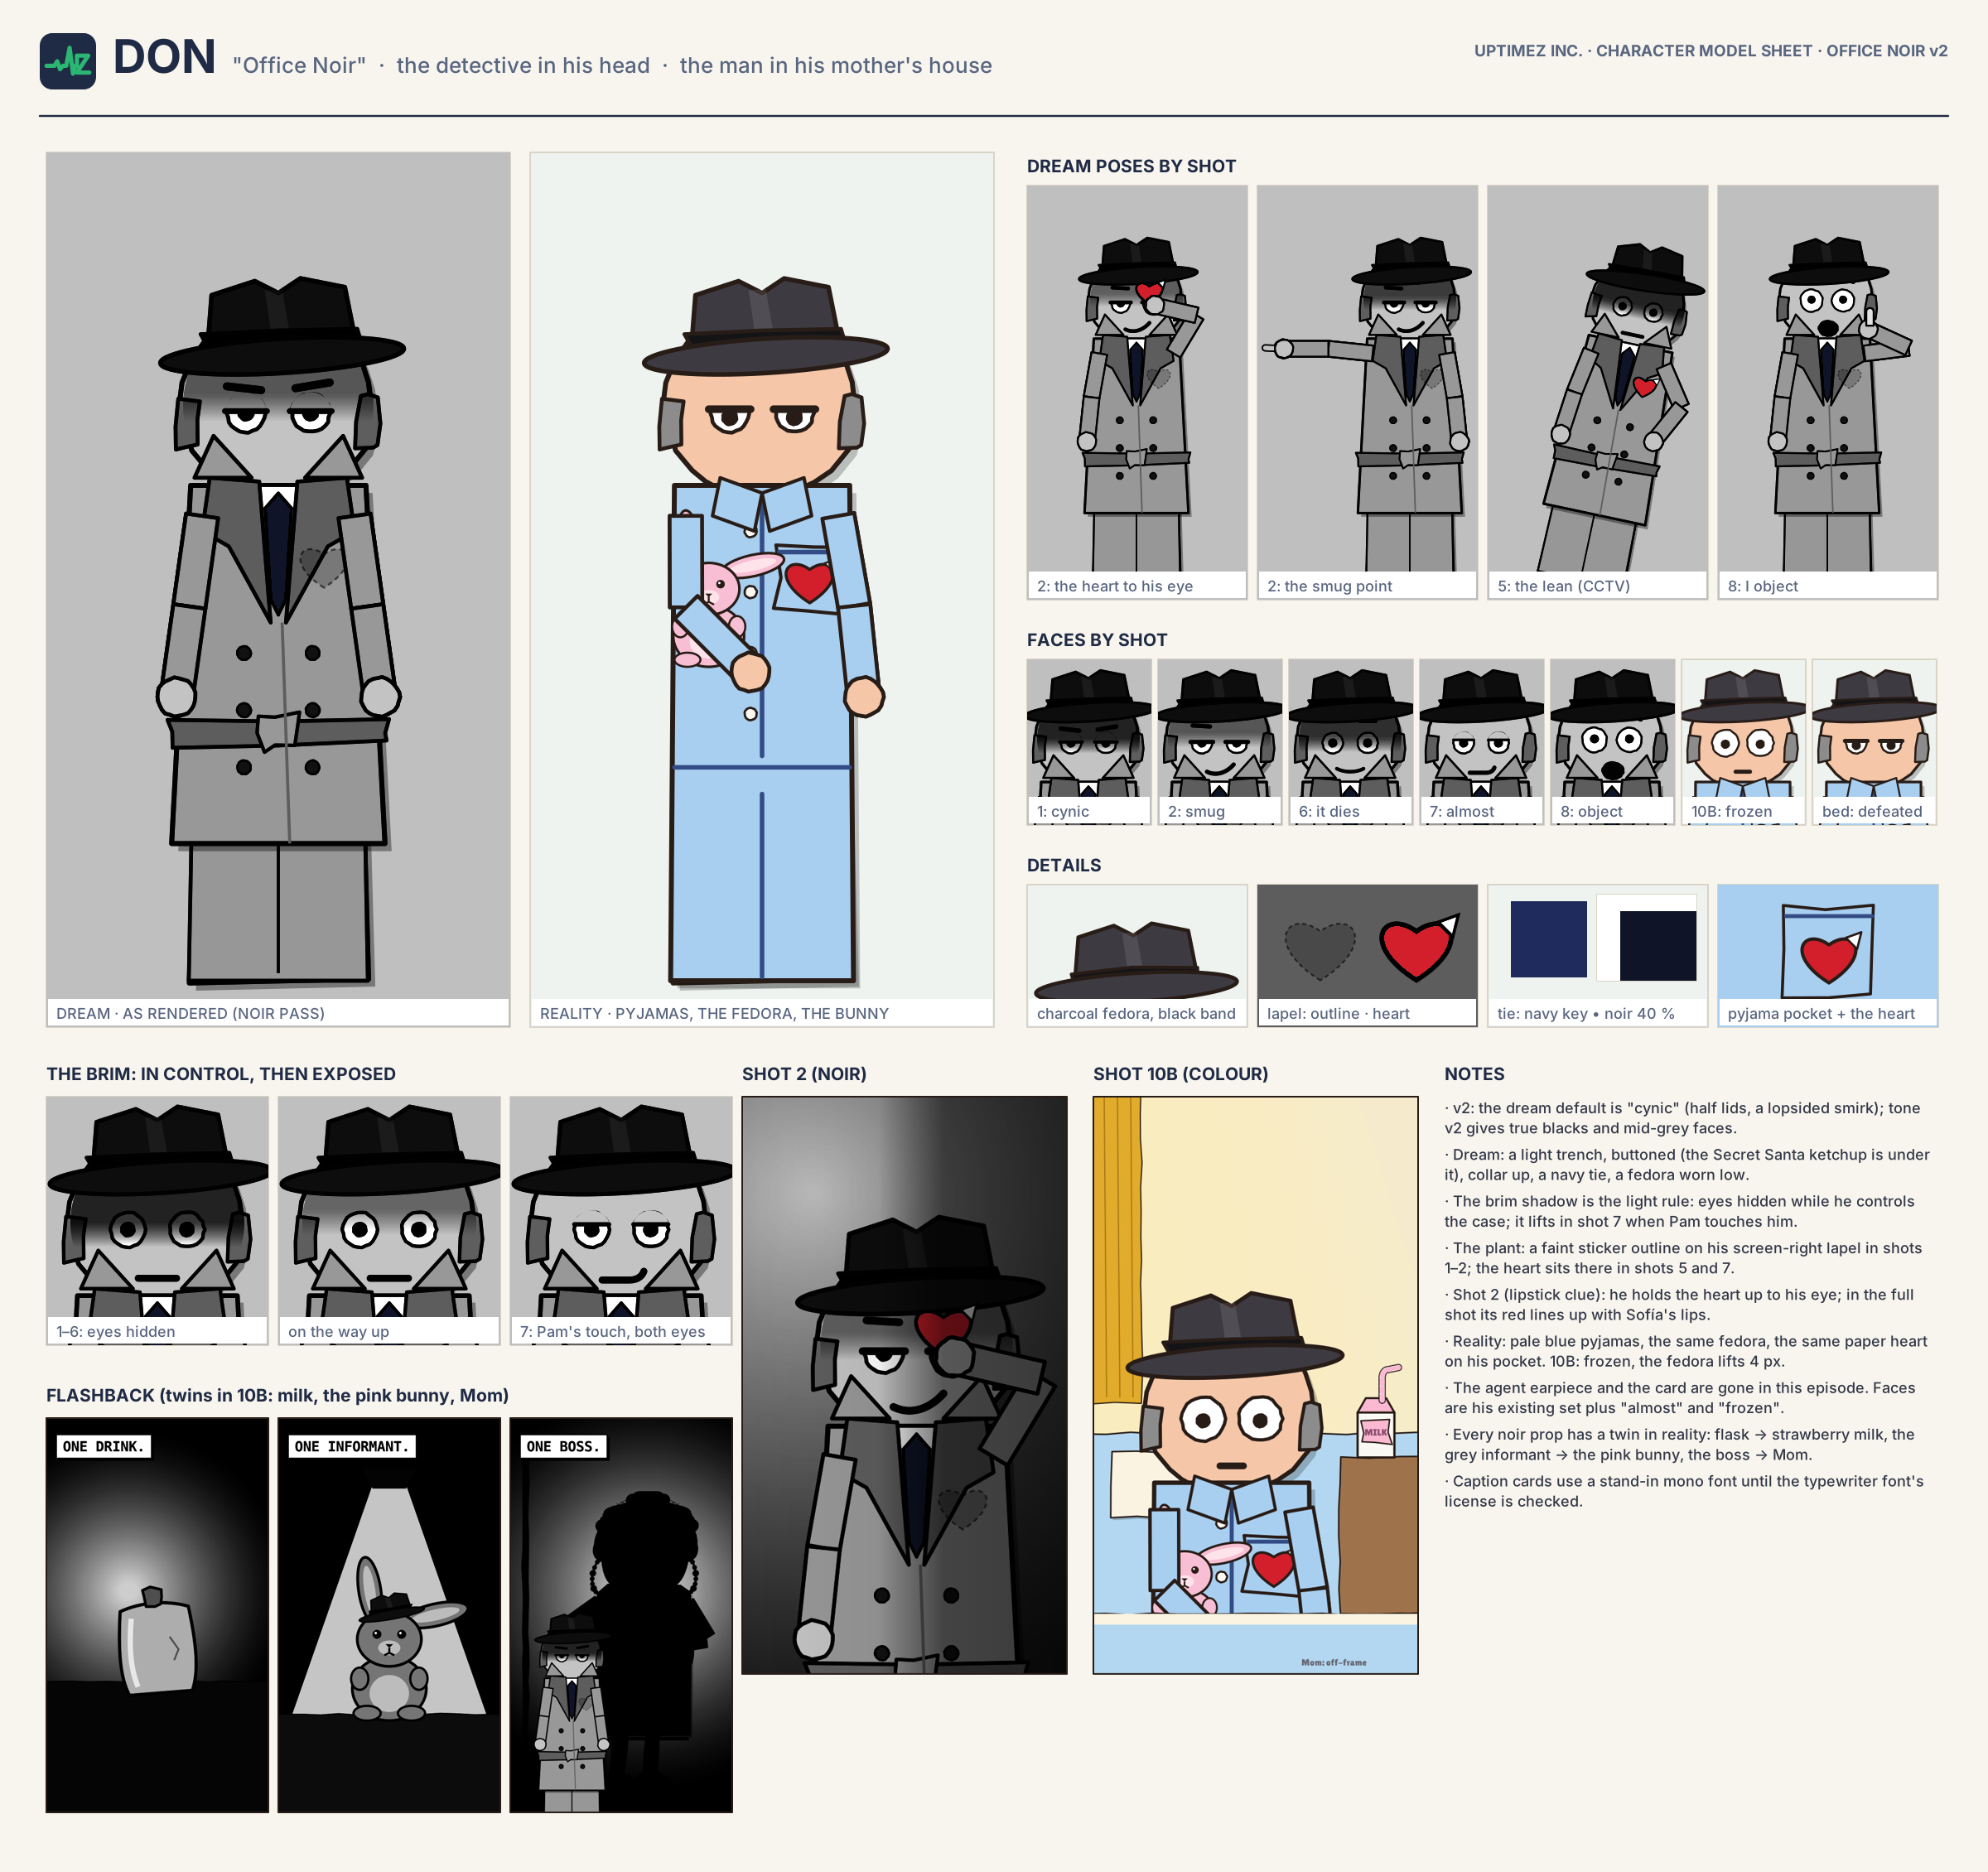 DON
"Office Noir" · the detective in his head · the man in his mother's house
UPTIMEZ INC. · CHARACTER MODEL SHEET · OFFICE NOIR v2
DREAM · AS RENDERED (NOIR PASS)
REALITY · PYJAMAS, THE FEDORA, THE BUNNY
DREAM POSES BY SHOT
2: the heart to his eye
2: the smug point
5: the lean (CCTV)
8: I object
FACES BY SHOT
1: cynic
2: smug
6: it dies
7: almost
8: object
10B: frozen
bed: defeated
DETAILS
charcoal fedora, black band
lapel: outline · heart
tie: navy key • noir 40 %
pyjama pocket + the heart
THE BRIM: IN CONTROL, THEN EXPOSED
1–6: eyes hidden
on the way up
7: Pam's touch, both eyes
FLASHBACK (twins in 10B: milk, the pink bunny, Mom)
ONE DRINK.
ONE INFORMANT.
ONE BOSS.
SHOT 2 (NOIR)
SHOT 10B (COLOUR)
MILK
Mom: off-frame
NOTES
· v2: the dream default is "cynic" (half lids, a lopsided smirk); tone
v2 gives true blacks and mid-grey faces.
· Dream: a light trench, buttoned (the Secret Santa ketchup is under
it), collar up, a navy tie, a fedora worn low.
· The brim shadow is the light rule: eyes hidden while he controls
the case; it lifts in shot 7 when Pam touches him.
· The plant: a faint sticker outline on his screen-right lapel in shots
1–2; the heart sits there in shots 5 and 7.
· Shot 2 (lipstick clue): he holds the heart up to his eye; in the full
shot its red lines up with Sofía's lips.
· Reality: pale blue pyjamas, the same fedora, the same paper heart
on his pocket. 10B: frozen, the fedora lifts 4 px.
· The agent earpiece and the card are gone in this episode. Faces
are his existing set plus "almost" and "frozen".
· Every noir prop has a twin in reality: flask → strawberry milk, the
grey informant → the pink bunny, the boss → Mom.
· Caption cards use a stand-in mono font until the typewriter font's
license is checked.